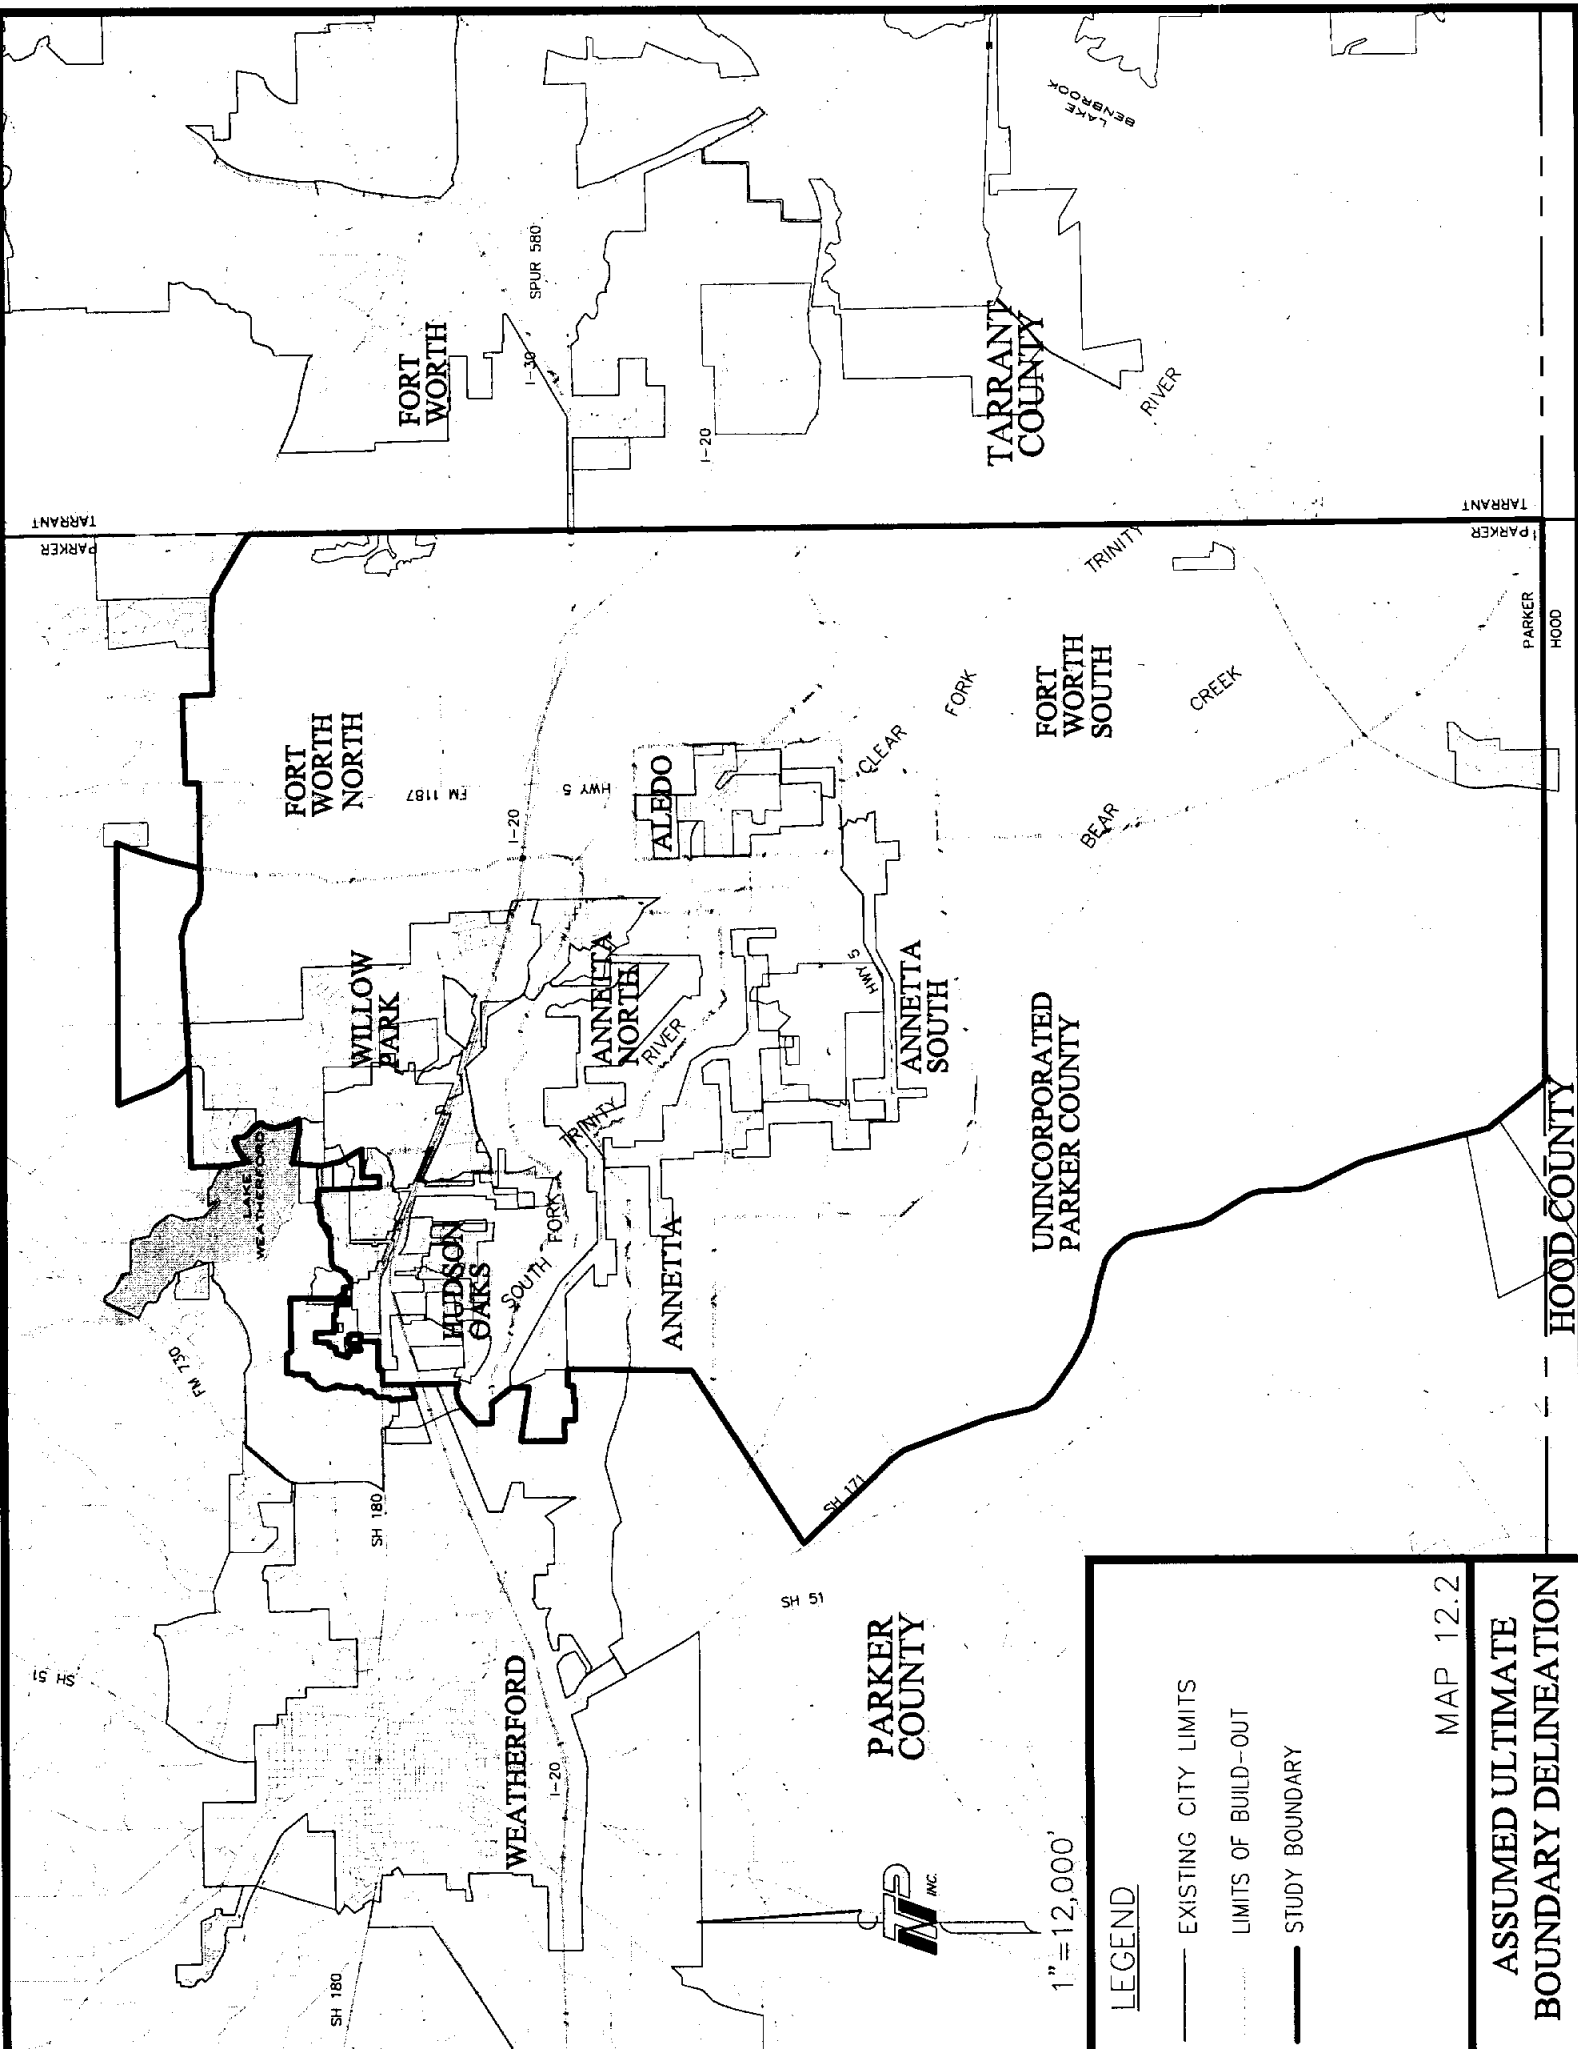 TARRANT
PARKER
LAKE
BENBROOK
SPUR 580
FORT
WORTH
I-30
I-20
TARRANT
COUNTY
RIVER
TARRANT
PARKER
PARKER
HOOD
TRINITY
FORT
WORTH
NORTH
FM 1187
HWY 5
I-20
ALEDO
CLEAR
FORK
FORT
WORTH
SOUTH
CREEK
BEAR
WILLOW
PARK
ANNETTA
NORTH
RIVER
TRINITY
HWY 5
ANNETTA
SOUTH
UNINCORPORATED
PARKER COUNTY
LAKE
WEATHERFORD
HUDSON
OAKS
SOUTH
FORK
ANNETTA
HOOD COUNTY
FM 730
SH 180
SH 171
SH 51
SH 51
WEATHERFORD
I-20
PARKER
COUNTY
SH 180
TNP
INC.
1"=12,000'
LEGEND
EXISTING CITY LIMITS
LIMITS OF BUILD-OUT
STUDY BOUNDARY
MAP 12.2
ASSUMED ULTIMATE
BOUNDARY DELINEATION